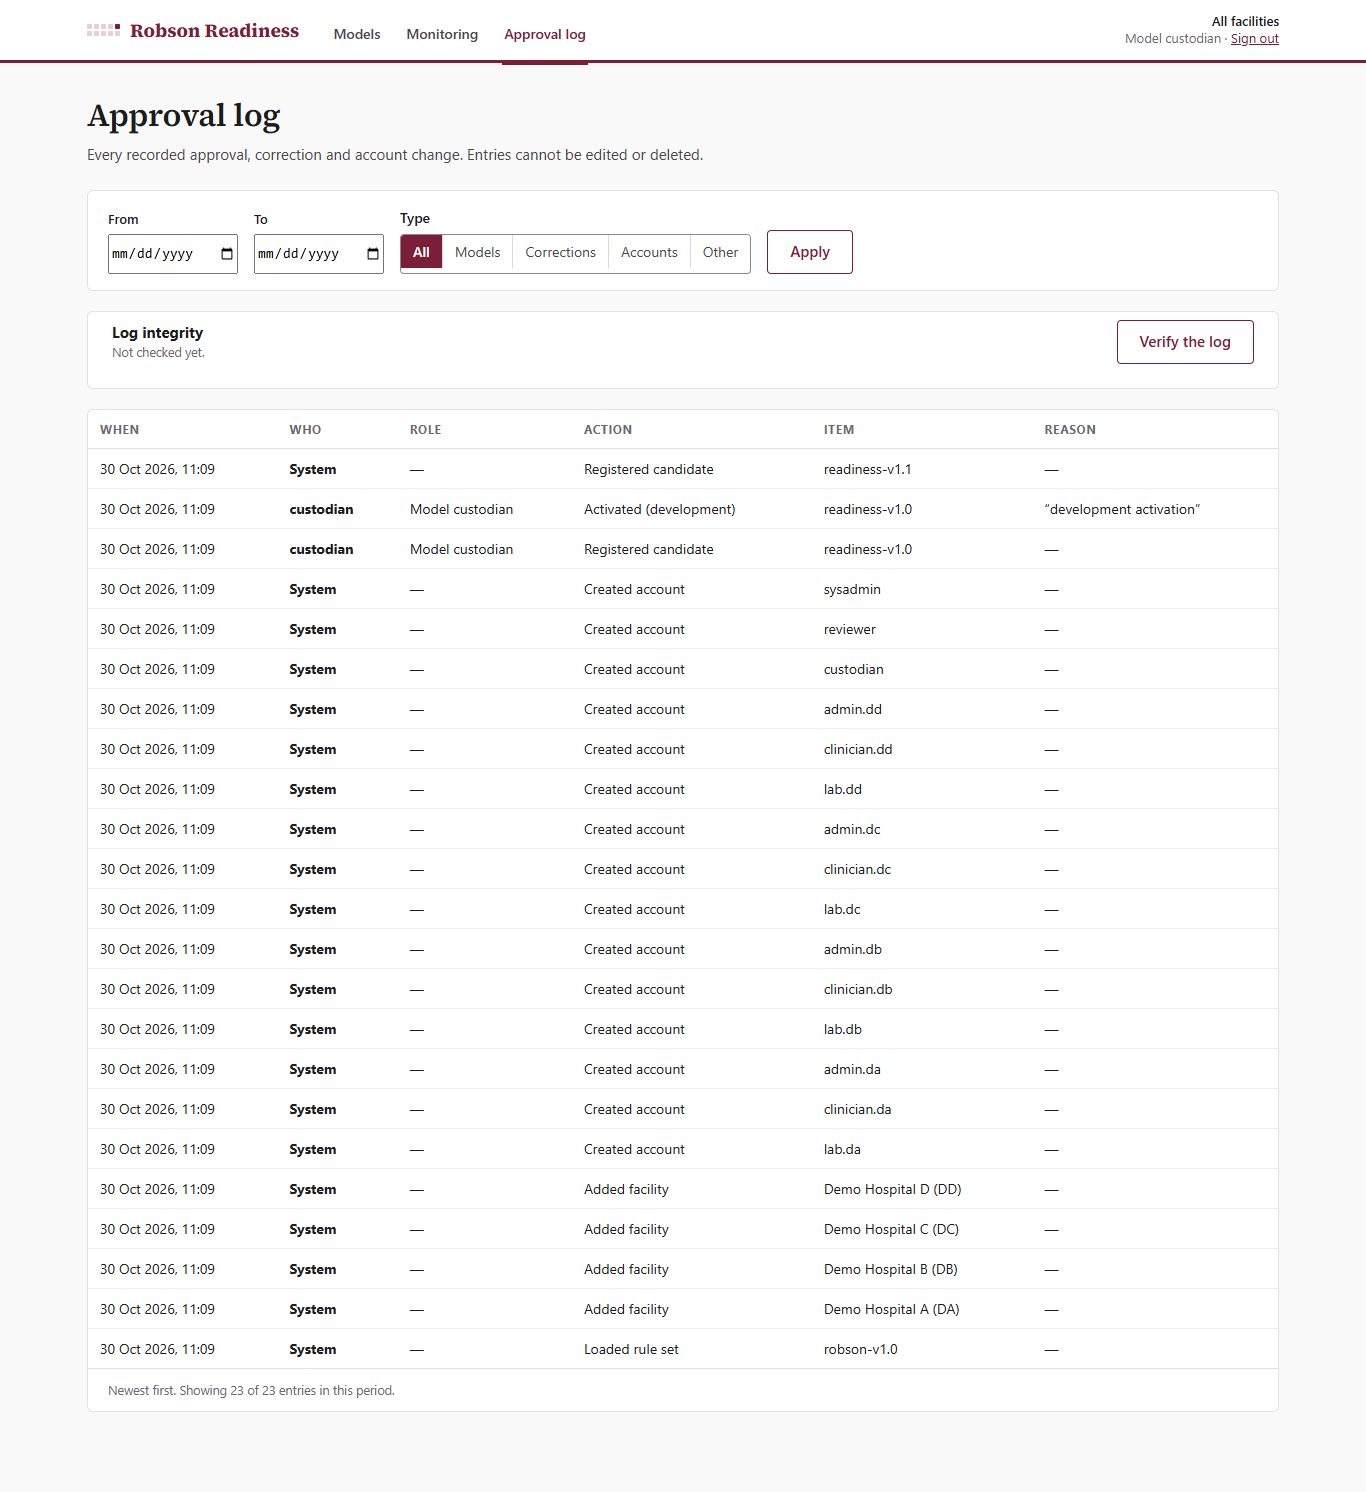 Robson Readiness Models Monitoring Approval log
All facilities
Model custodian · Sign out
Approval log
Every recorded approval, correction and account change. Entries cannot be edited or deleted.
From To Type
mm/dd/yyyy mm/dd/yyyy All Models Corrections Accounts Other Apply
Log integrity
Not checked yet.
Verify the log
WHEN WHO ROLE ACTION ITEM REASON
30 Oct 2026, 11:09 System — Registered candidate readiness-v1.1 —
30 Oct 2026, 11:09 custodian Model custodian Activated (development) readiness-v1.0 “development activation”
30 Oct 2026, 11:09 custodian Model custodian Registered candidate readiness-v1.0 —
30 Oct 2026, 11:09 System — Created account sysadmin —
30 Oct 2026, 11:09 System — Created account reviewer —
30 Oct 2026, 11:09 System — Created account custodian —
30 Oct 2026, 11:09 System — Created account admin.dd —
30 Oct 2026, 11:09 System — Created account clinician.dd —
30 Oct 2026, 11:09 System — Created account lab.dd —
30 Oct 2026, 11:09 System — Created account admin.dc —
30 Oct 2026, 11:09 System — Created account clinician.dc —
30 Oct 2026, 11:09 System — Created account lab.dc —
30 Oct 2026, 11:09 System — Created account admin.db —
30 Oct 2026, 11:09 System — Created account clinician.db —
30 Oct 2026, 11:09 System — Created account lab.db —
30 Oct 2026, 11:09 System — Created account admin.da —
30 Oct 2026, 11:09 System — Created account clinician.da —
30 Oct 2026, 11:09 System — Created account lab.da —
30 Oct 2026, 11:09 System — Added facility Demo Hospital D (DD) —
30 Oct 2026, 11:09 System — Added facility Demo Hospital C (DC) —
30 Oct 2026, 11:09 System — Added facility Demo Hospital B (DB) —
30 Oct 2026, 11:09 System — Added facility Demo Hospital A (DA) —
30 Oct 2026, 11:09 System — Loaded rule set robson-v1.0 —
Newest first. Showing 23 of 23 entries in this period.